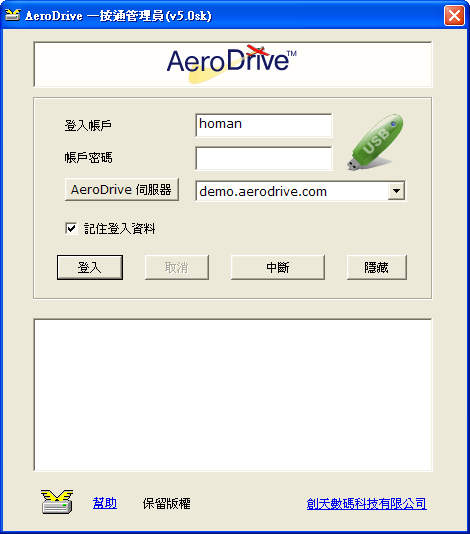 AeroDrive 一按通管理員(v5.0sk)
AeroDrive™
登入帳戶 homan
帳戶密碼
USB
AeroDrive 伺服器 demo.aerodrive.com
記住登入資料
登入 取消 中斷 隱藏
幫助 保留版權 創天數碼科技有限公司